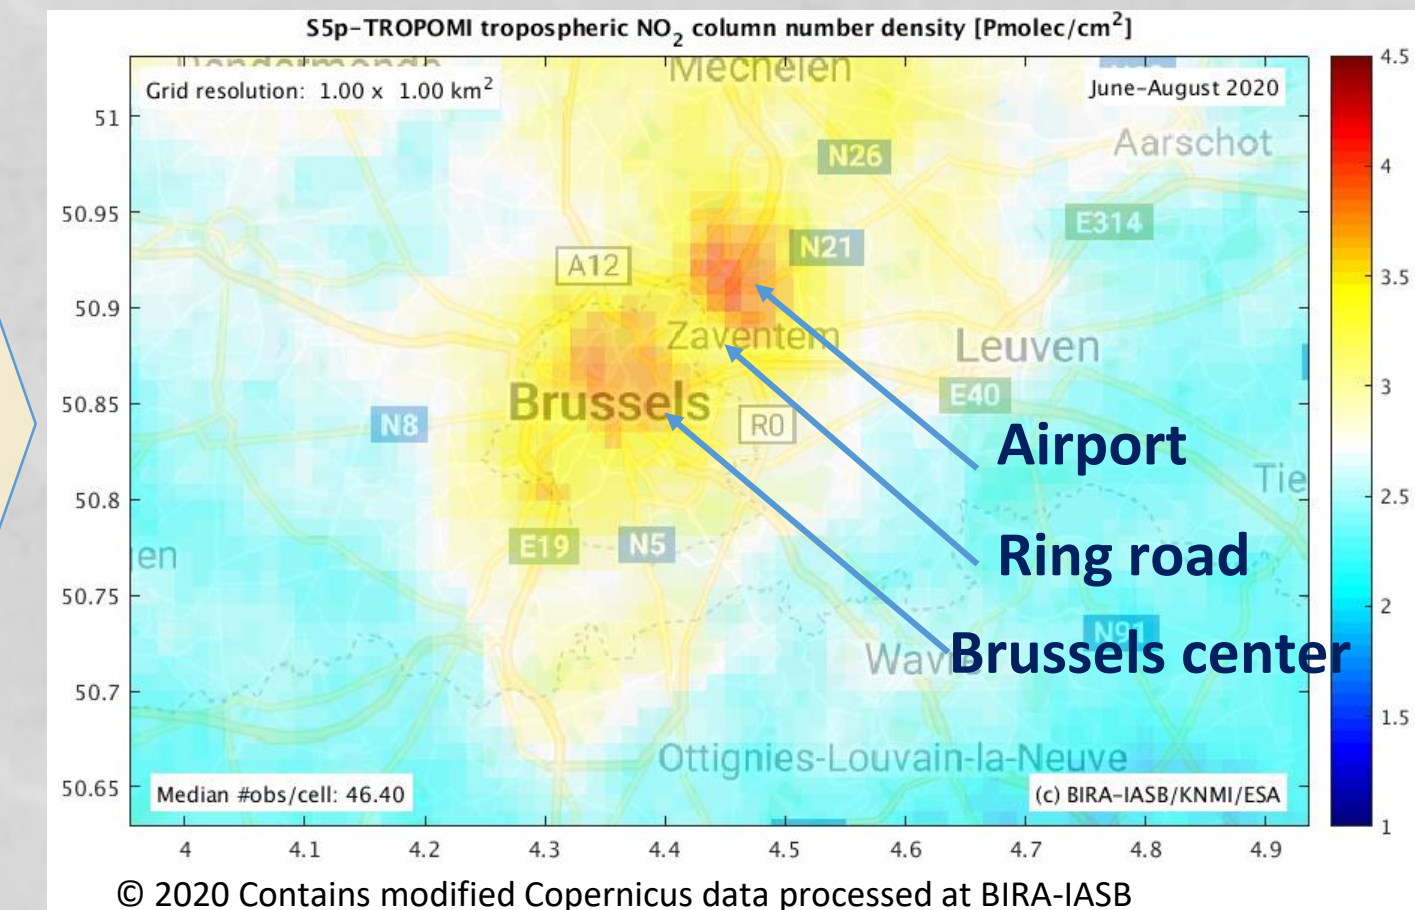 S5p-TROPOMI tropospheric NO2 column number density [Pmolec/cm2]
Dendermonde
Mechelen
Grid resolution: 1.00 x 1.00 km2
June-August 2020
4.5
51
Aarschot
N26
4
50.95
E314
N21
A12
3.5
50.9
Zaventem
Leuven
3
E40
50.85
Brussels
N8
R0
Airport
50.8
Tie
2.5
E19
N5
en
Ring road
50.75
2
N91
Wavre
Brussels center
50.7
1.5
Ottignies-Louvain-la-Neuve
50.65
Median #obs/cell: 46.40
(c) BIRA-IASB/KNMI/ESA
1
4 4.1 4.2 4.3 4.4 4.5 4.6 4.7 4.8 4.9
© 2020 Contains modified Copernicus data processed at BIRA-IASB